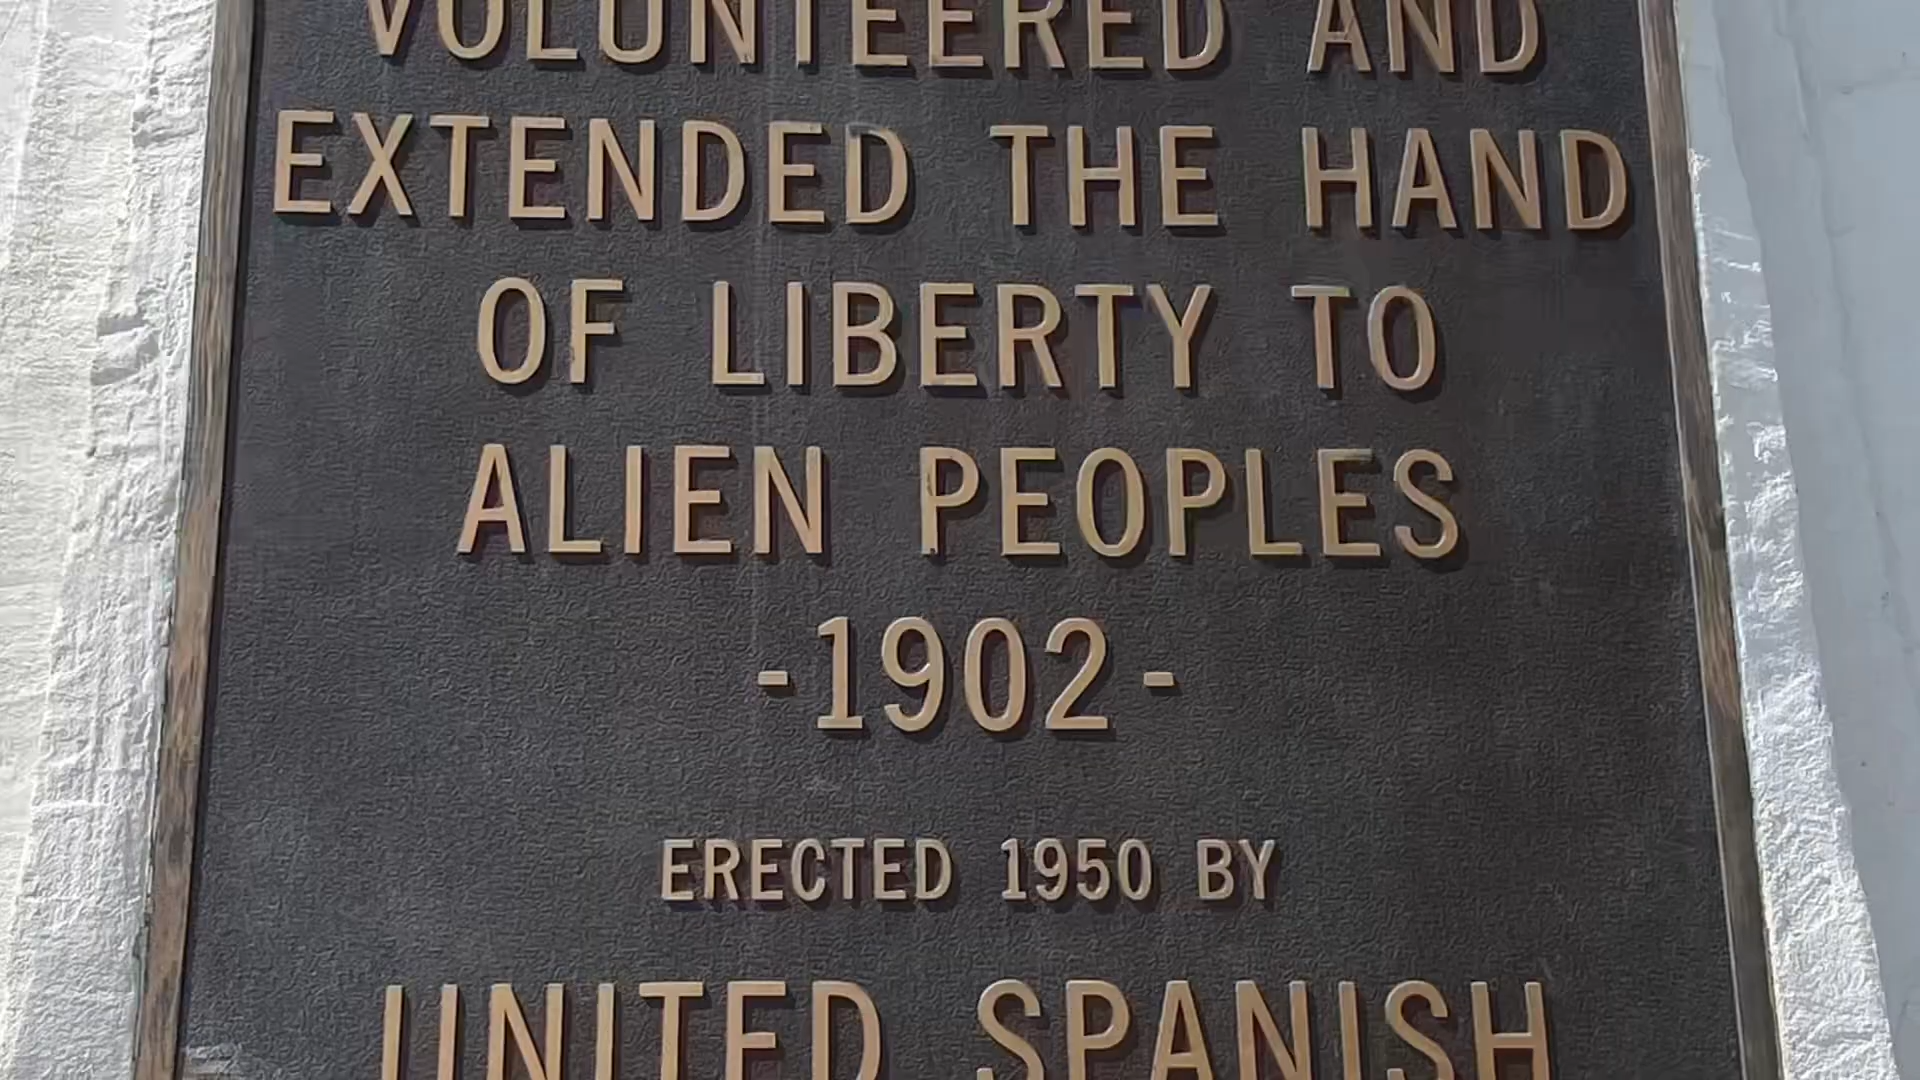 VOLUNTEERED AND
EXTENDED THE HAND
OF LIBERTY TO
ALIEN PEOPLES
-1902-
ERECTED 1950 BY
UNITED SPANISH